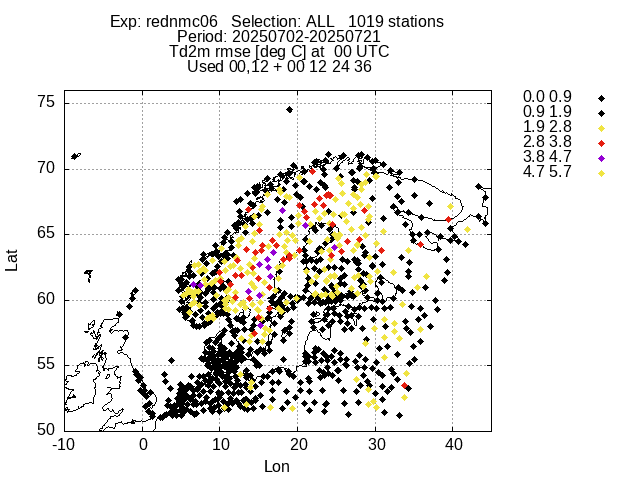 Exp: rednmc06   Selection: ALL   1019 stations
Period: 20250702-20250721
Td2m rmse [deg C] at  00 UTC
Used 00,12 + 00 12 24 36
0.0 0.9
0.9 1.9
1.9 2.8
2.8 3.8
3.8 4.7
4.7 5.7
75
70
65
60
55
50
Lat
-10 0 10 20 30 40
Lon